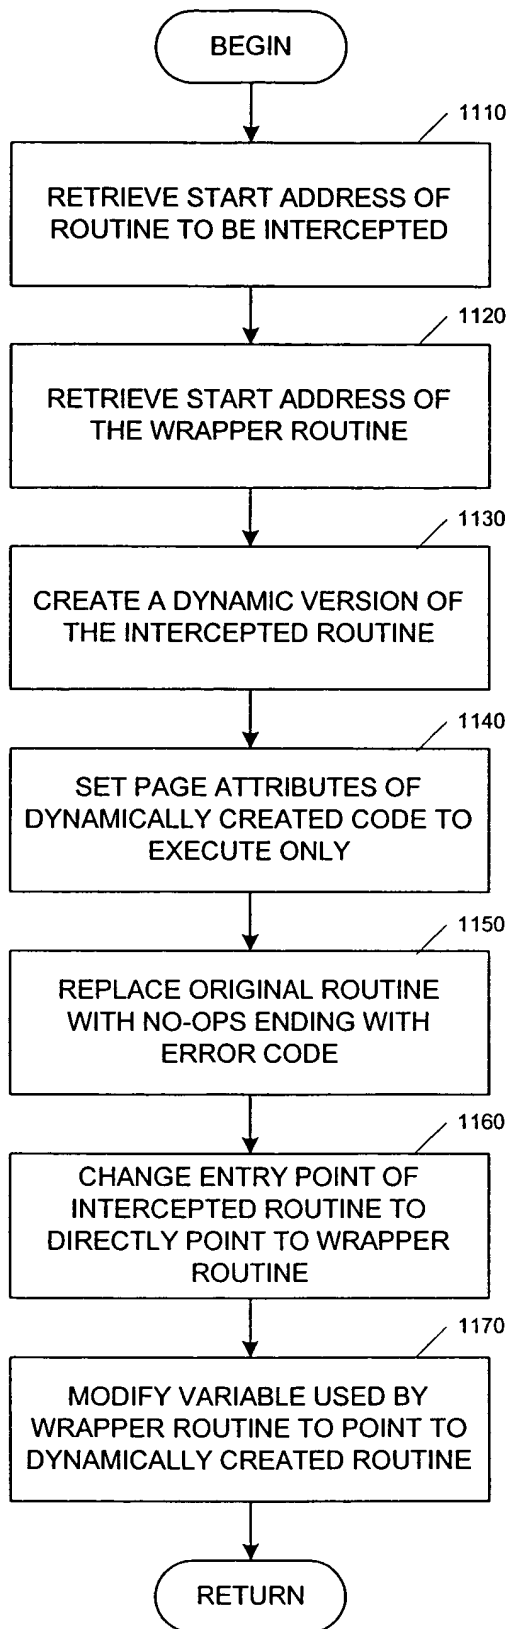 BEGIN
1110
RETRIEVE START ADDRESS OF
ROUTINE TO BE INTERCEPTED
1120
RETRIEVE START ADDRESS OF
THE WRAPPER ROUTINE
1130
CREATE A DYNAMIC VERSION OF
THE INTERCEPTED ROUTINE
1140
SET PAGE ATTRIBUTES OF
DYNAMICALLY CREATED CODE TO
EXECUTE ONLY
1150
REPLACE ORIGINAL ROUTINE
WITH NO-OPS ENDING WITH
ERROR CODE
1160
CHANGE ENTRY POINT OF
INTERCEPTED ROUTINE TO
DIRECTLY POINT TO WRAPPER
ROUTINE
1170
MODIFY VARIABLE USED BY
WRAPPER ROUTINE TO POINT TO
DYNAMICALLY CREATED ROUTINE
RETURN